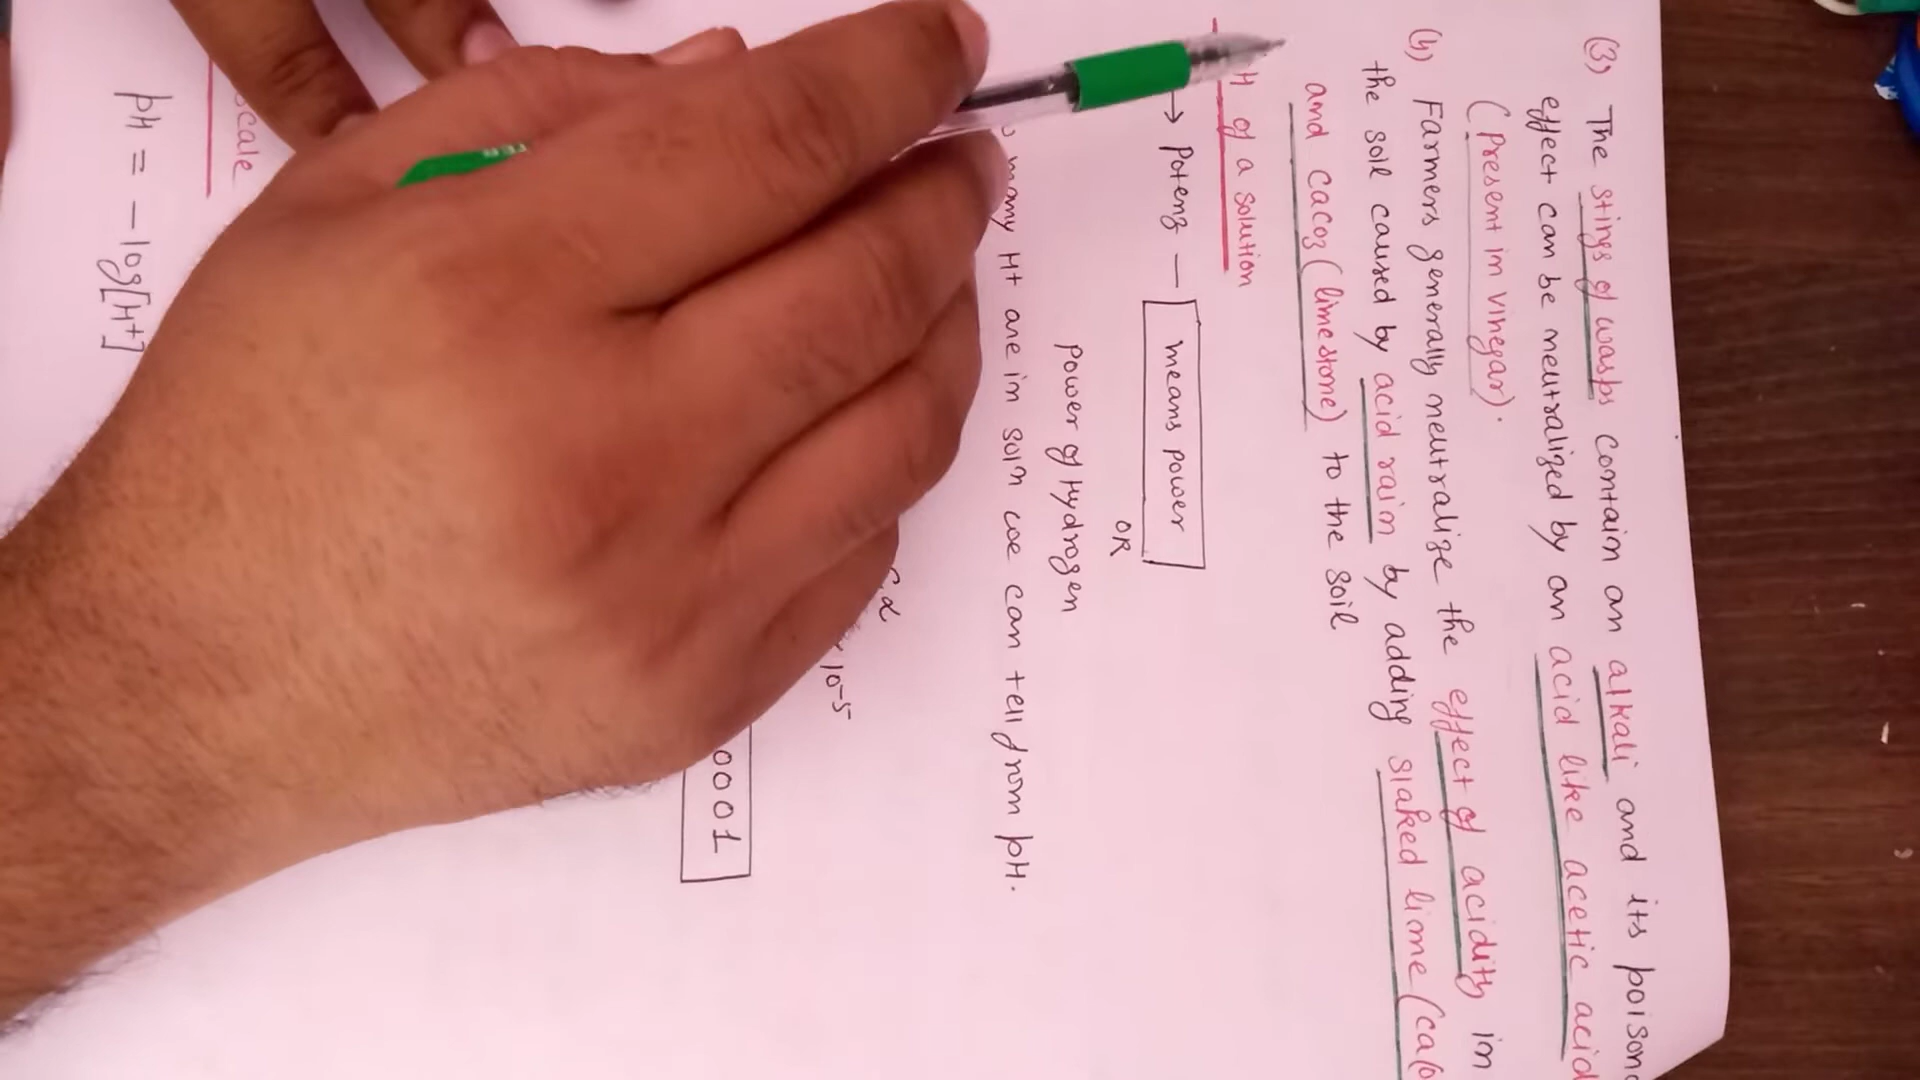 (3) The stings of wasps contain an alkali and its poison
effect can be neutralized by an acid like acetic acid
(Present in vinegar).
(4) Farmers generally neutralize the effect of acidity in
the soil caused by acid rain by adding slaked lime (Ca(O
and CaCO3 (limestone) to the soil
H of a solution
→ Potenz — means power
OR
Power of Hydrogen
many H+ are in soln we can tell from pH.
10-5
0001
scale
pH = -log[H+]